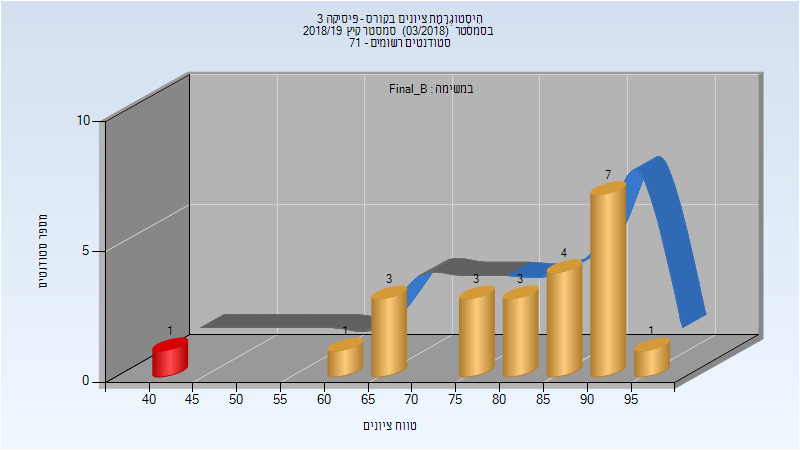 היסטוגרמת ציונים בקורס - פיסיקה 3
בסמסטר (03/2018) סמסטר קיץ 2018/19
סטודנטים רשומים - 71
במשימה : Final_B
מספר סטודנטים
10
5
0
1
1
3
3
3
4
7
1
40 45 50 55 60 65 70 75 80 85 90 95
טווח ציונים